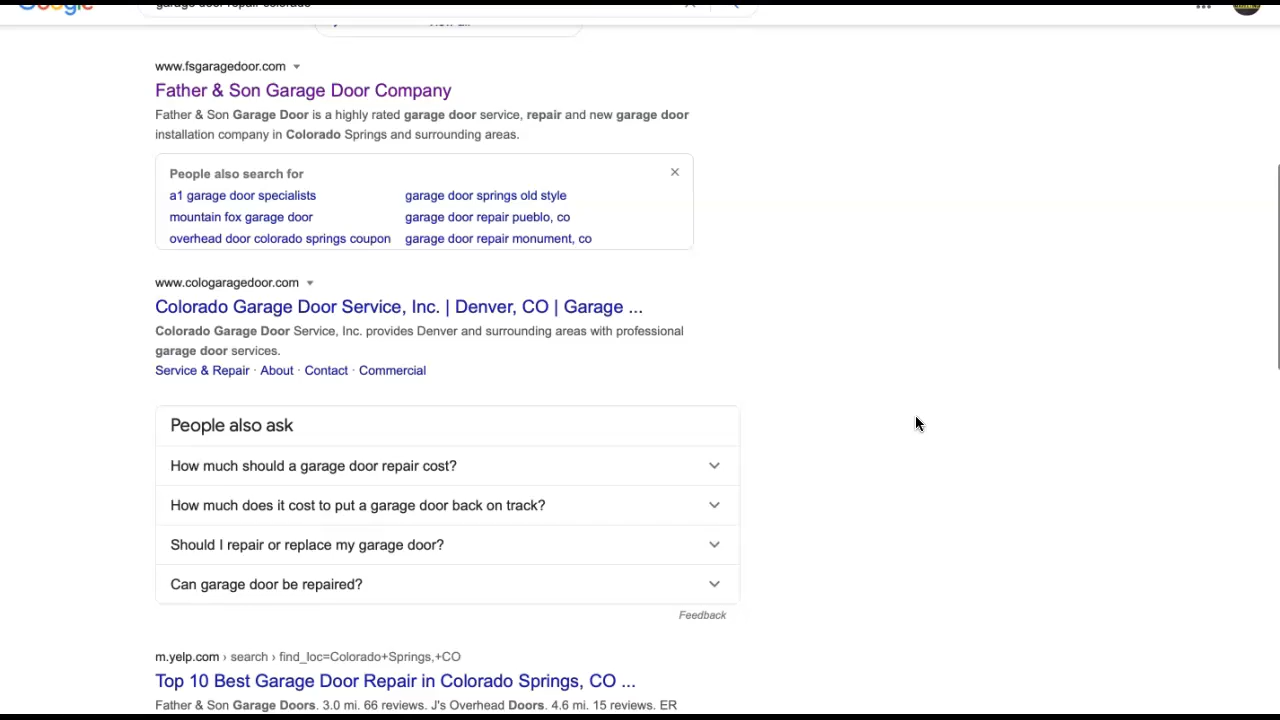 Google
garage door repair colorado
www.fsgaragedoor.com
Father & Son Garage Door Company
Father & Son Garage Door is a highly rated garage door service, repair and new garage door
installation company in Colorado Springs and surrounding areas.
People also search for
a1 garage door specialists
garage door springs old style
mountain fox garage door
garage door repair pueblo, co
overhead door colorado springs coupon
garage door repair monument, co
www.cologaragedoor.com
Colorado Garage Door Service, Inc. | Denver, CO | Garage ...
Colorado Garage Door Service, Inc. provides Denver and surrounding areas with professional
garage door services.
Service & Repair · About · Contact · Commercial
People also ask
How much should a garage door repair cost?
How much does it cost to put a garage door back on track?
Should I repair or replace my garage door?
Can garage door be repaired?
Feedback
m.yelp.com › search › find_loc=Colorado+Springs,+CO
Top 10 Best Garage Door Repair in Colorado Springs, CO ...
Father & Son Garage Doors. 3.0 mi. 66 reviews. J's Overhead Doors. 4.6 mi. 15 reviews. ER